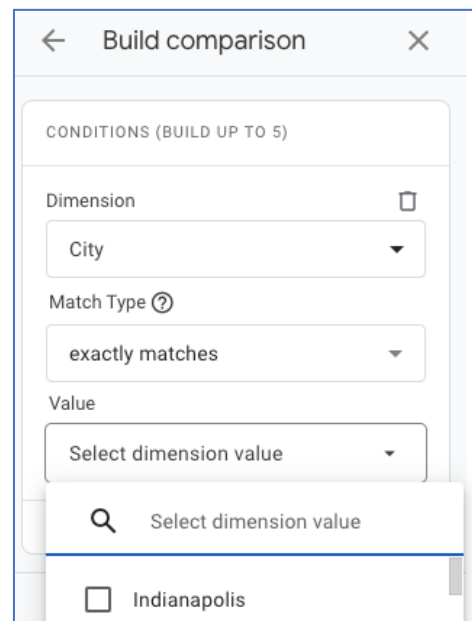 Build comparison
CONDITIONS (BUILD UP TO 5)
Dimension
City
Match Type
exactly matches
Value
Select dimension value
Select dimension value
Indianapolis